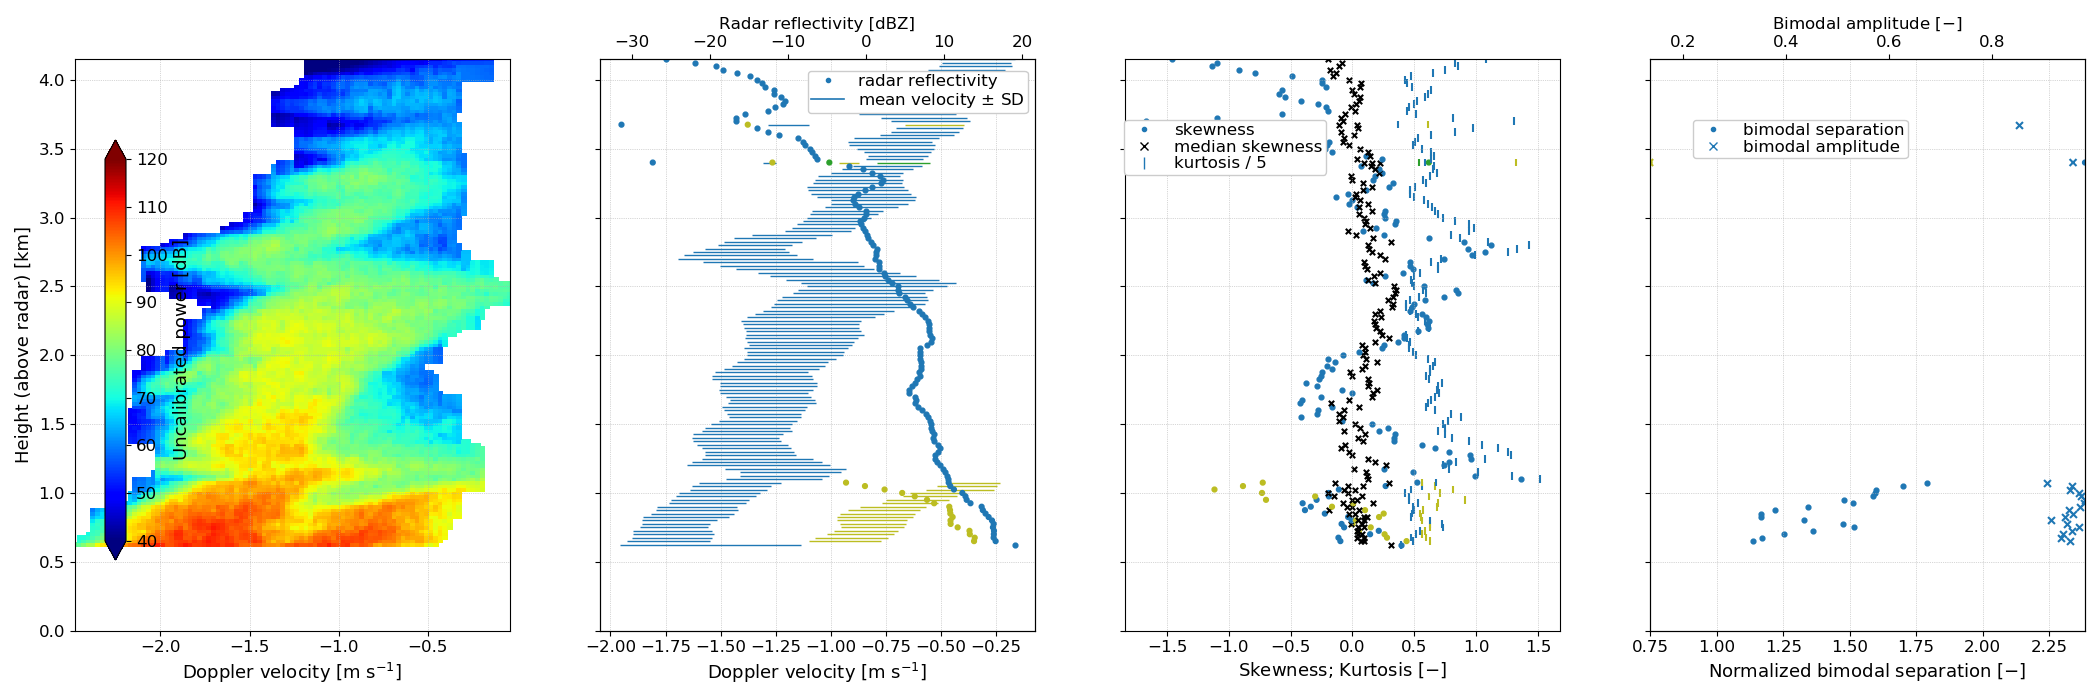 Radar reflectivity [dBZ]
−30 −20 −10 0 10 20
Bimodal amplitude [−]
0.2 0.4 0.6 0.8
Height (above radar) [km]
4.0
3.5
3.0
2.5
2.0
1.5
1.0
0.5
0.0
120
110
100
90
80
70
60
50
40
Uncalibrated power [dB]
−2.0 −1.5 −1.0 −0.5
Doppler velocity [m s⁻¹]
radar reflectivity
mean velocity ± SD
−2.00 −1.75 −1.50 −1.25 −1.00 −0.75 −0.50 −0.25
Doppler velocity [m s⁻¹]
skewness
median skewness
kurtosis / 5
−1.5 −1.0 −0.5 0.0 0.5 1.0 1.5
Skewness; Kurtosis [−]
bimodal separation
bimodal amplitude
0.75 1.00 1.25 1.50 1.75 2.00 2.25
Normalized bimodal separation [−]